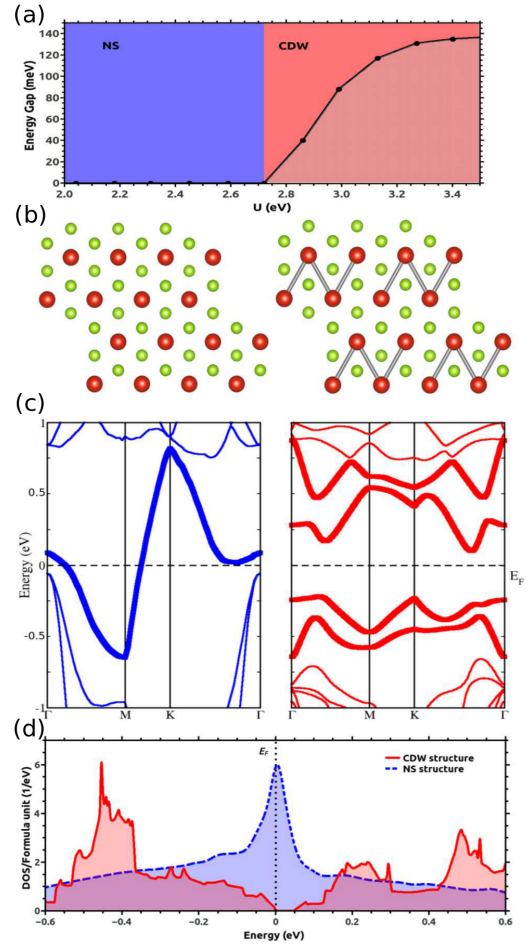 (a)
140
120
100
80
60
40
20
0
Energy Gap (meV)
NS
CDW
2.0 2.2 2.4 2.6 2.8 3.0 3.2 3.4
U (eV)
(b)
(c)
0.5
0
-0.5
-1
Energy (eV)
E_F
Γ M K Γ
Γ M K Γ
(d)
6
4
2
0
DOS/Formula unit (1/eV)
E_F
CDW structure
NS structure
−0.6 −0.4 −0.2 0 0.2 0.4 0.6
Energy (eV)